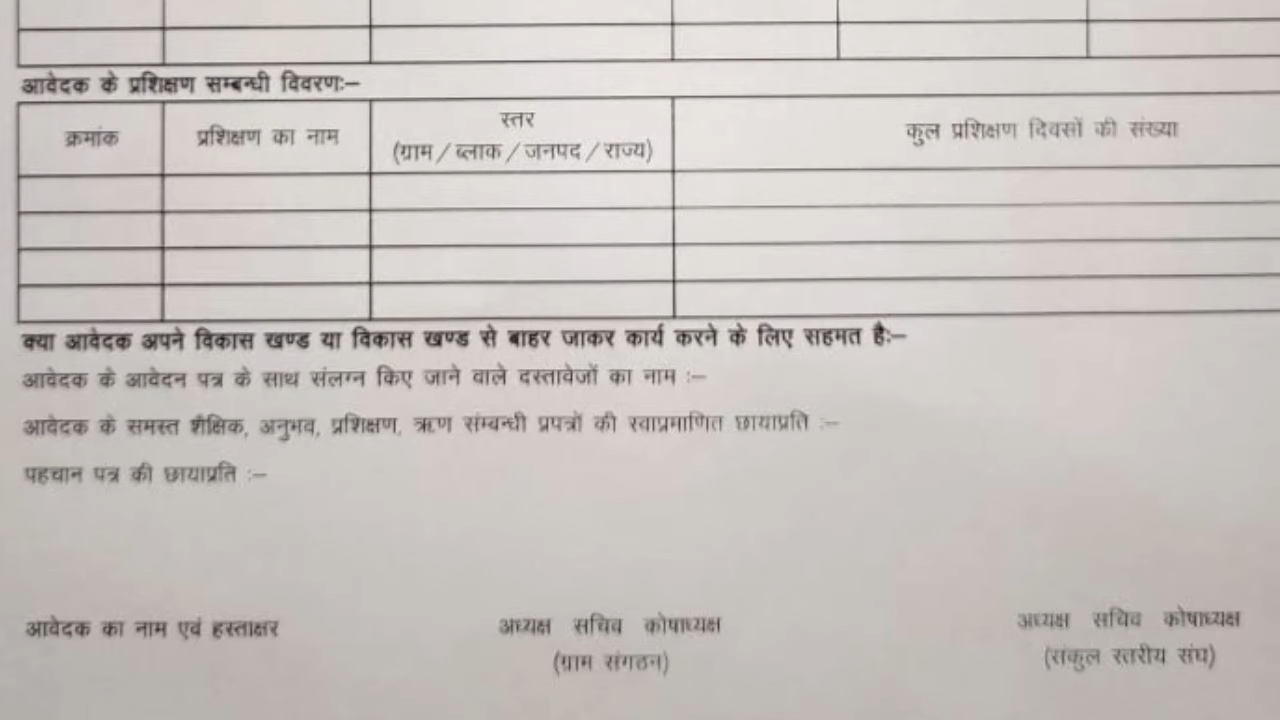 आवेदक के प्रशिक्षण सम्बन्धी विवरणः–
क्रमांक
प्रशिक्षण का नाम
स्तर
(ग्राम/ब्लाक/जनपद/राज्य)
कुल प्रशिक्षण दिवसों की संख्या
क्या आवेदक अपने विकास खण्ड या विकास खण्ड से बाहर जाकर कार्य करने के लिए सहमत हैः–
आवेदक के आवेदन पत्र के साथ संलग्न किए जाने वाले दस्तावेजों का नाम :–
आवेदक के समस्त शैक्षिक, अनुभव, प्रशिक्षण, ऋण संम्बन्धी प्रपत्रों की स्वाप्रमाणित छायाप्रति :–
पहचान पत्र की छायाप्रति :–
आवेदक का नाम एवं हस्ताक्षर
अध्यक्ष सचिव कोषाध्यक्ष
(ग्राम संगठन)
अध्यक्ष सचिव कोषाध्यक्ष
(संकुल स्तरीय संघ)